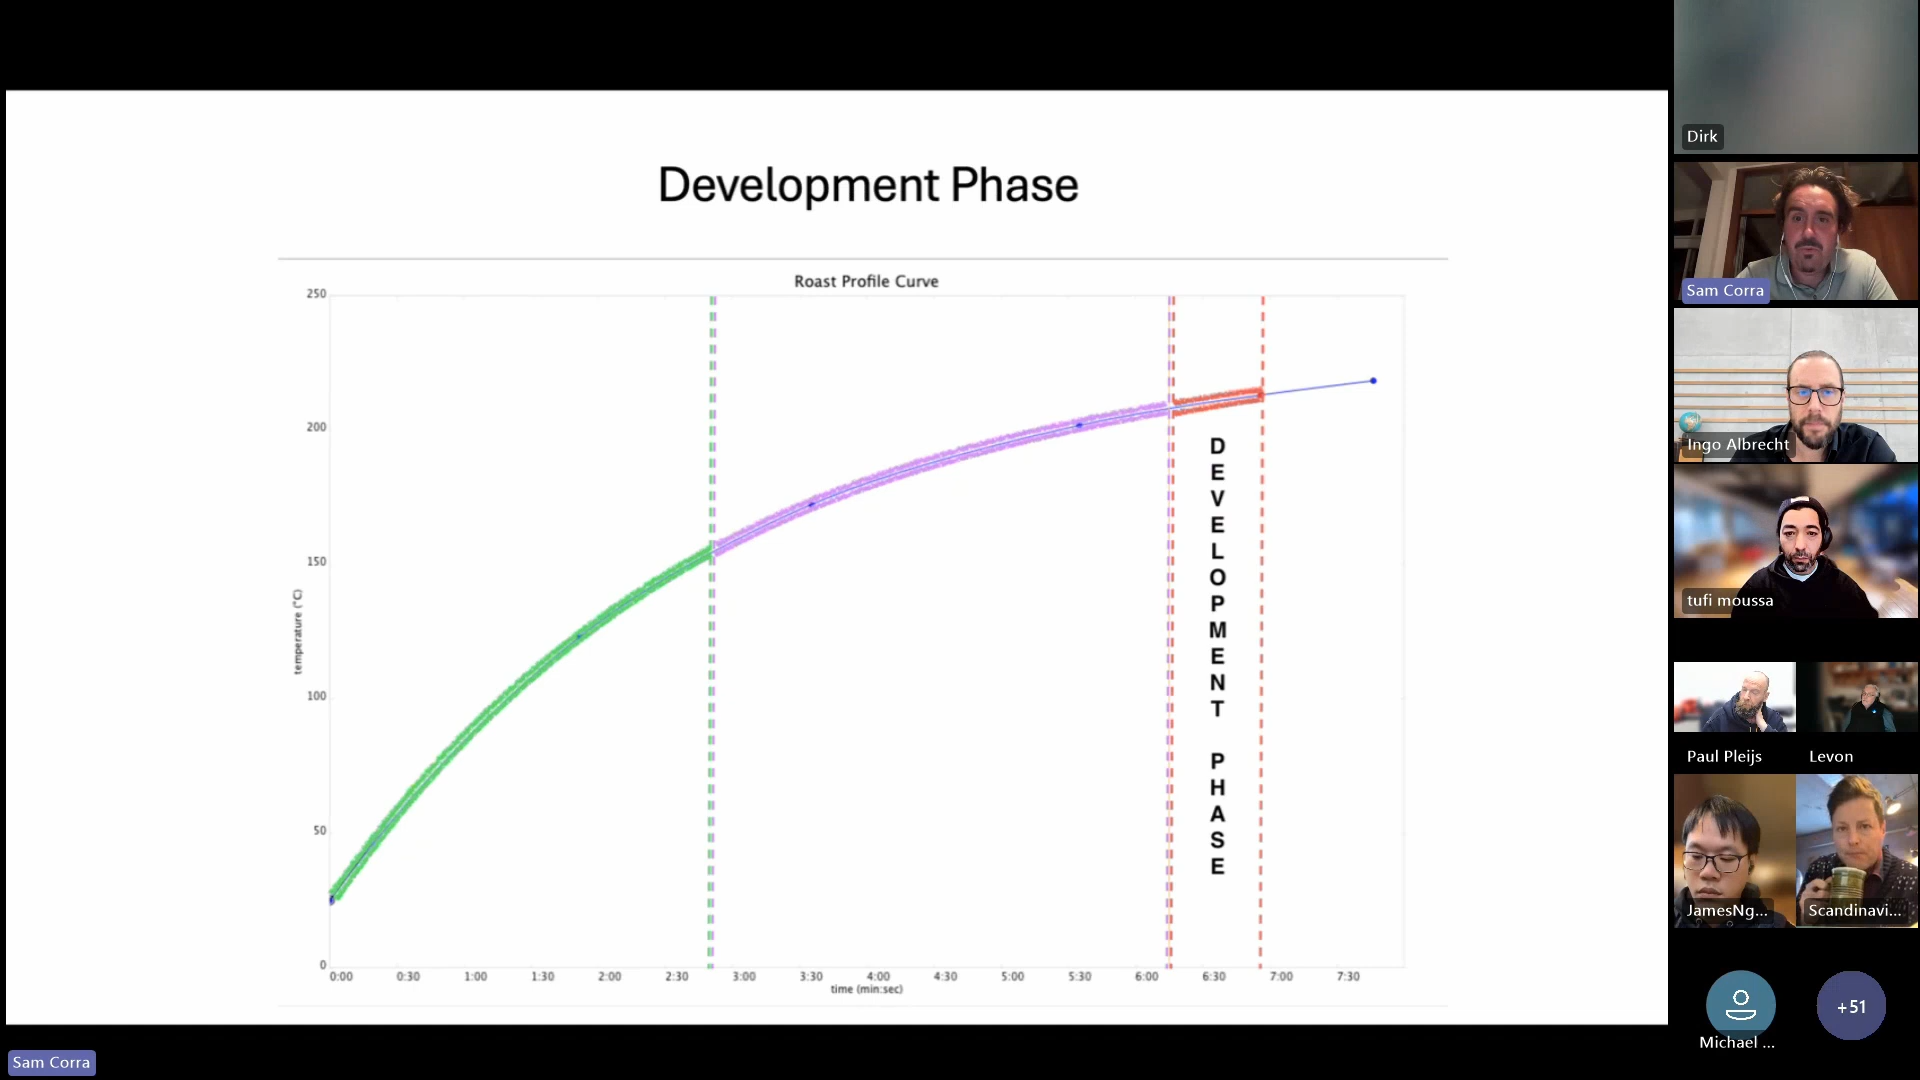 Development Phase
Roast Profile Curve
250
200
150
100
50
0
temperature (°C)
0:00 0:30 1:00 1:30 2:00 2:30 3:00 3:30 4:00 4:30 5:00 5:30 6:00 6:30 7:00 7:30
time (min:sec)
DEVELOPMENT PHASE
Dirk
Sam Corra
Ingo Albrecht
tufi moussa
Paul Pleijs
Levon
JamesNg...
Scandinavi...
+51
Michael ...
Sam Corra